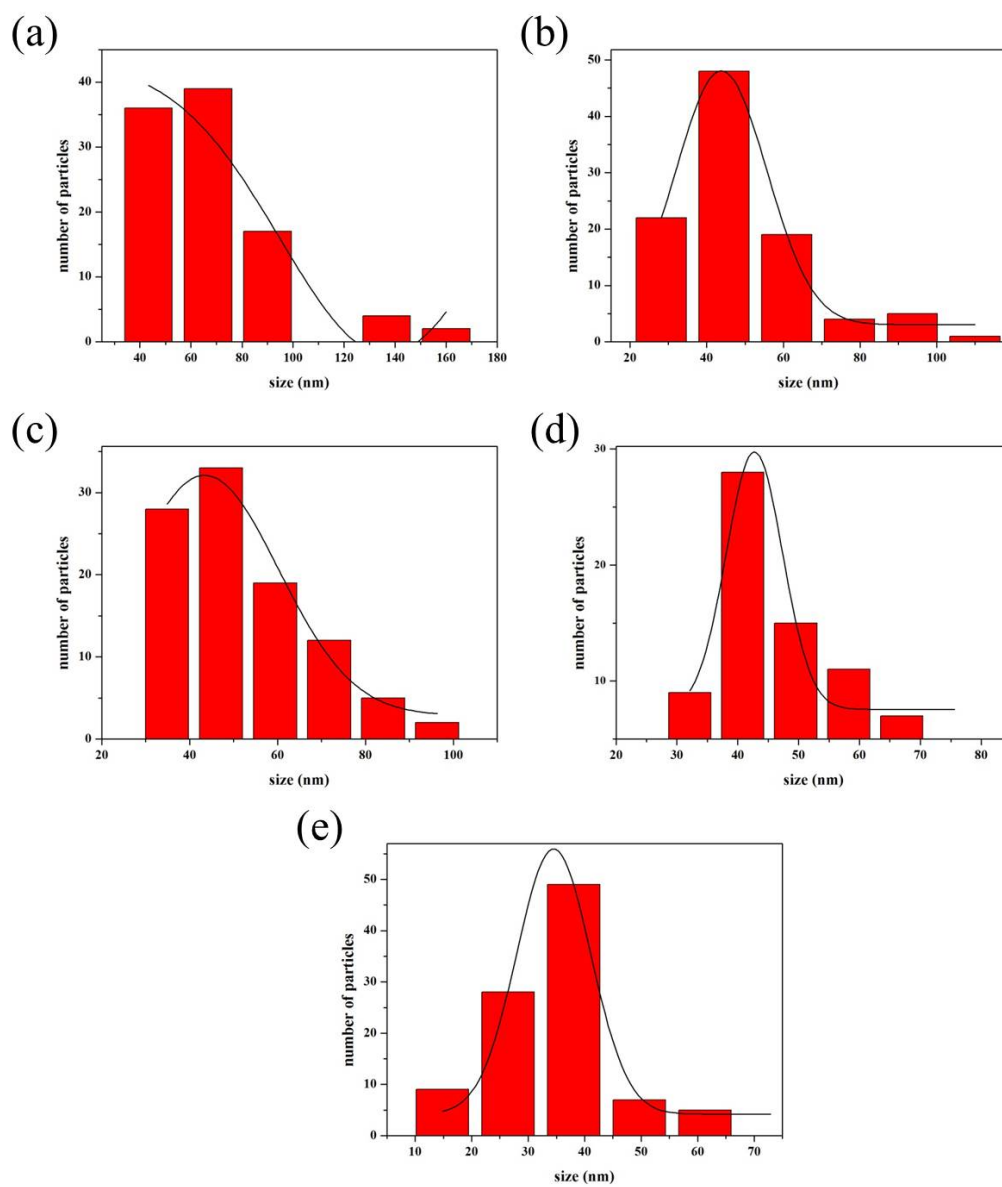 (a)
number of particles
40
30
20
10
0
40 60 80 100 120 140 160 180
size (nm)
(b)
number of particles
50
40
30
20
10
0
20 40 60 80 100
size (nm)
(c)
number of particles
30
20
10
0
20 40 60 80 100
size (nm)
(d)
number of particles
30
20
10
20 30 40 50 60 70 80
size (nm)
(e)
number of particles
50
40
30
20
10
0
10 20 30 40 50 60 70
size (nm)